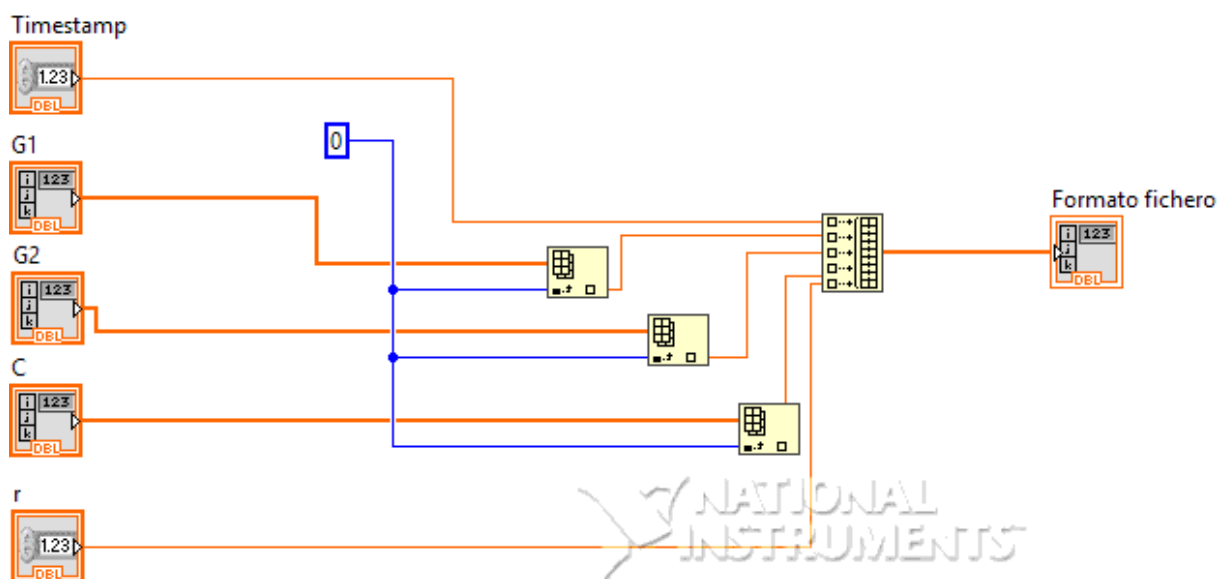 Timestamp
1.23
DBL
G1
i 123
j
k
DBL
Formato fichero
i 123
j
k
DBL
G2
i 123
j
k
DBL
0
C
i 123
j
k
DBL
r
1.23
DBL
NATIONAL
INSTRUMENTS